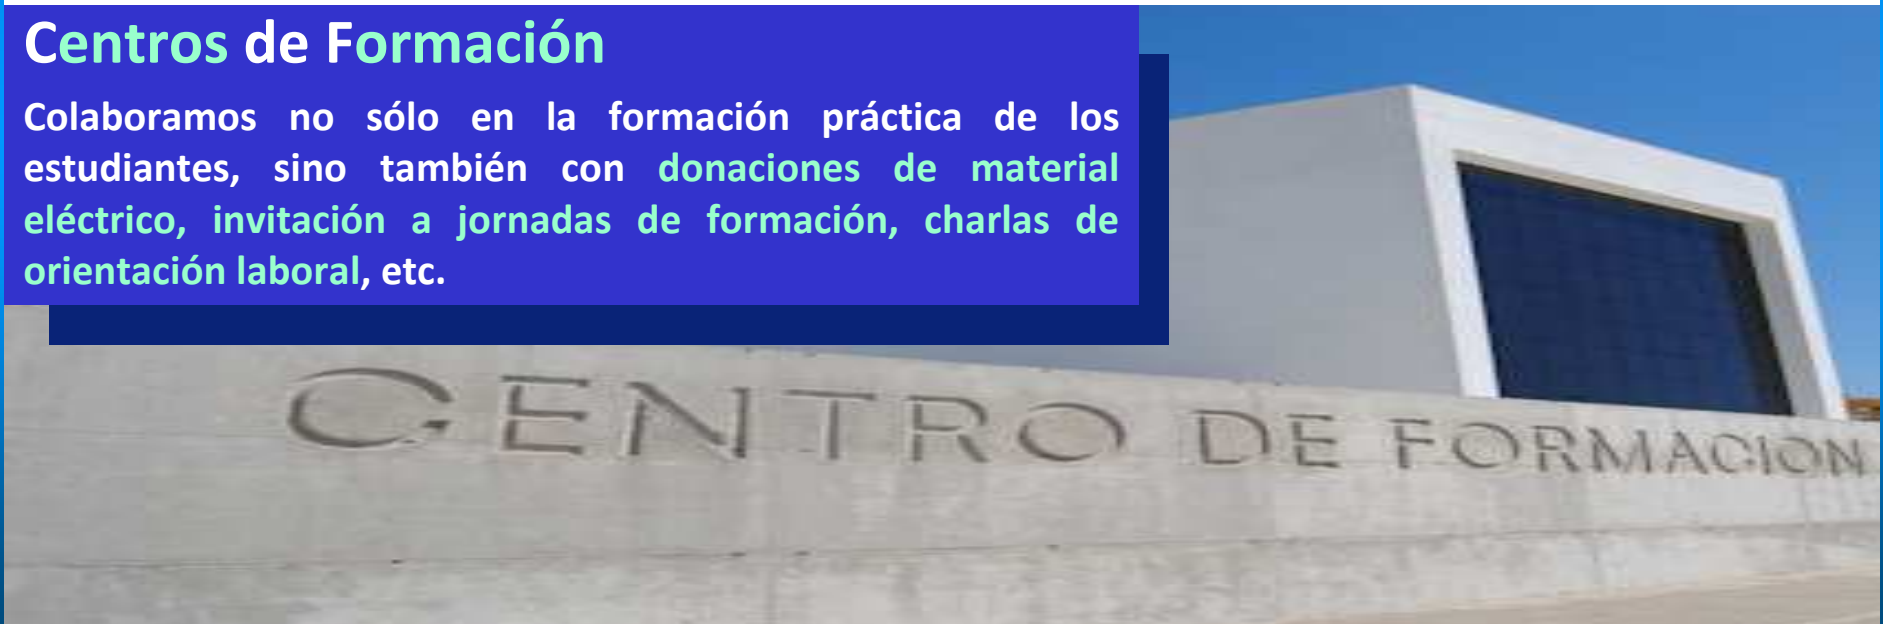 Centros de Formación
Colaboramos no sólo en la formación práctica de los
estudiantes, sino también con donaciones de material
eléctrico, invitación a jornadas de formación, charlas de
orientación laboral, etc.
CENTRO DE FORMACION